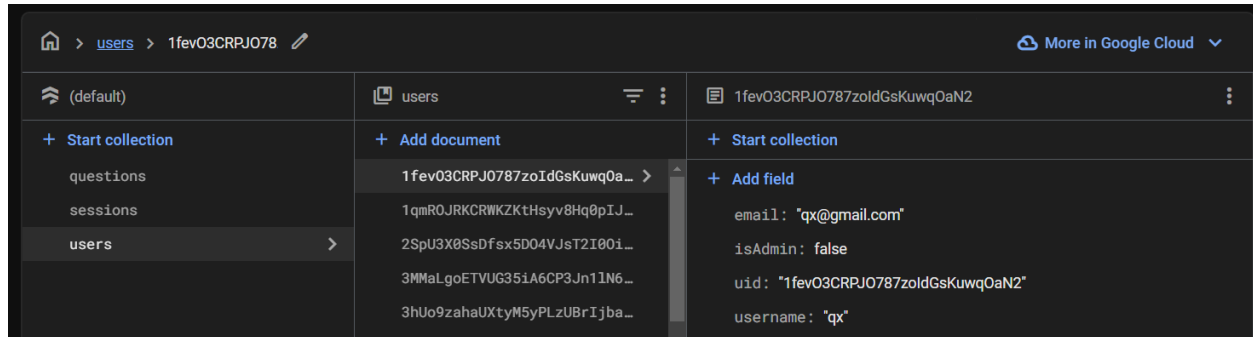 > users > 1fevO3CRPJO78
More in Google Cloud
(default)
users
1fevO3CRPJO787zoIdGsKuwqOaN2
+ Start collection
+ Add document
+ Start collection
questions
sessions
users
1fevO3CRPJO787zoIdGsKuwqOa…
1qmROJRKCRWKZKtHsyv8Hq0pIJ…
2SpU3X0SsDfsx5DO4VJsT2I0Oi…
3MMaLgoETVUG35iA6CP3Jn1lN6…
3hUo9zahaUXtyM5yPLzUBrIjba…
+ Add field
email: "qx@gmail.com"
isAdmin: false
uid: "1fevO3CRPJO787zoIdGsKuwqOaN2"
username: "qx"